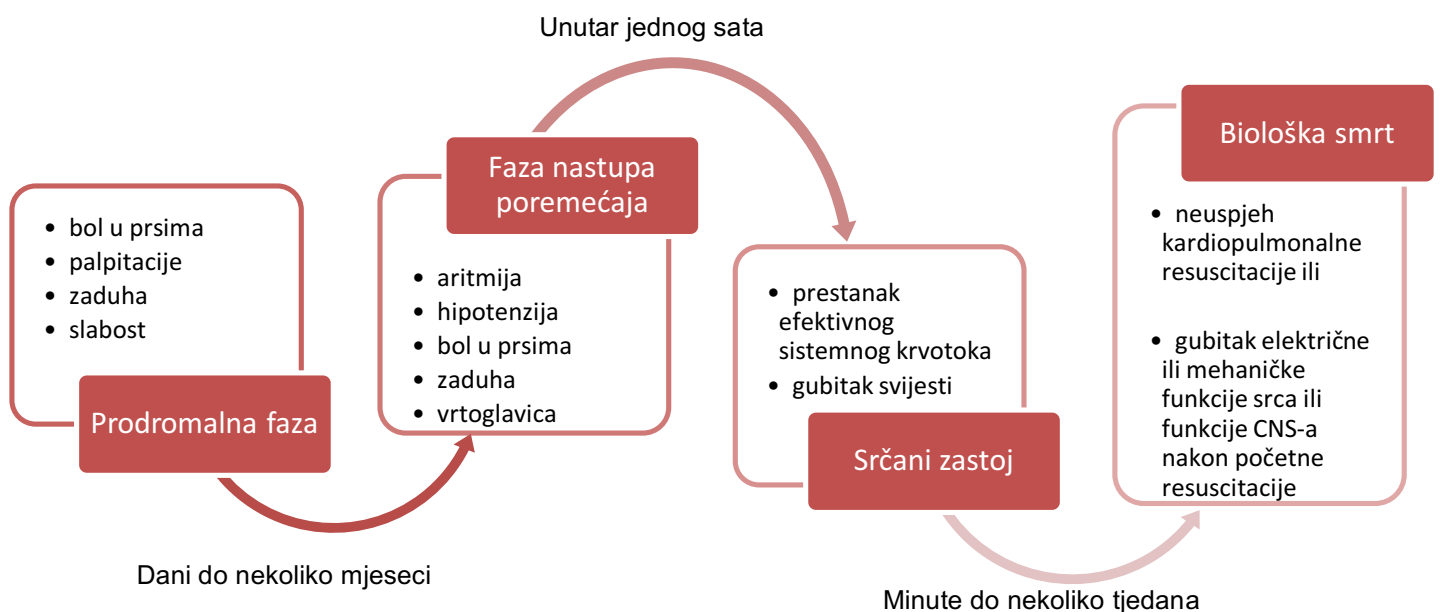 Unutar jednog sata
Prodromalna faza
• bol u prsima
• palpitacije
• zaduha
• slabost
Dani do nekoliko mjeseci
Faza nastupa
poremećaja
• aritmija
• hipotenzija
• bol u prsima
• zaduha
• vrtoglavica
• prestanak
efektivnog
sistemnog krvotoka
• gubitak svijesti
Srčani zastoj
Minute do nekoliko tjedana
Biološka smrt
• neuspjeh
kardiopulmonalne
resuscitacije ili
• gubitak električne
ili mehaničke
funkcije srca ili
funkcije CNS-a
nakon početne
resuscitacije